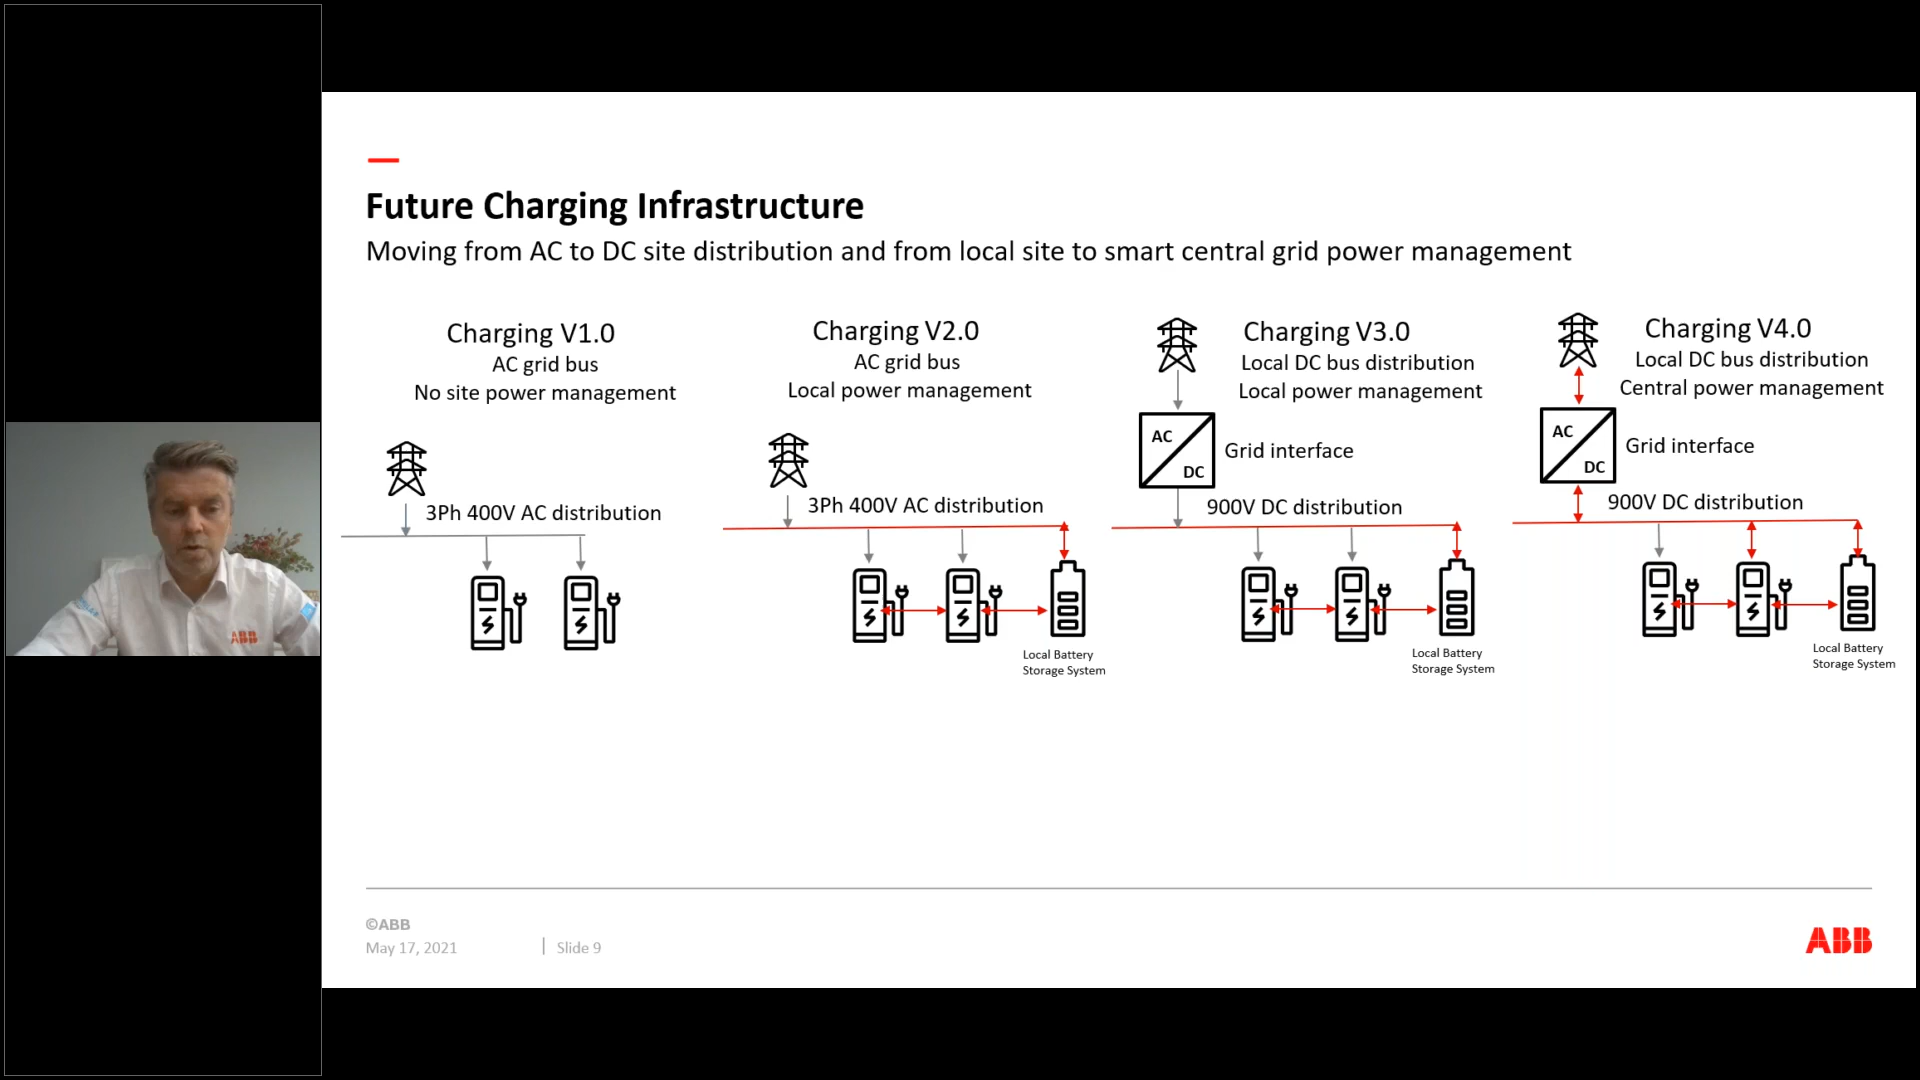 Future Charging Infrastructure
Moving from AC to DC site distribution and from local site to smart central grid power management
Charging V1.0
AC grid bus
No site power management
3Ph 400V AC distribution
Charging V2.0
AC grid bus
Local power management
3Ph 400V AC distribution
Local Battery
Storage System
Charging V3.0
Local DC bus distribution
Local power management
AC
DC
Grid interface
900V DC distribution
Local Battery
Storage System
Charging V4.0
Local DC bus distribution
Central power management
AC
DC
Grid interface
900V DC distribution
Local Battery
Storage System
ABB
©ABB
May 17, 2021
Slide 9
ABB